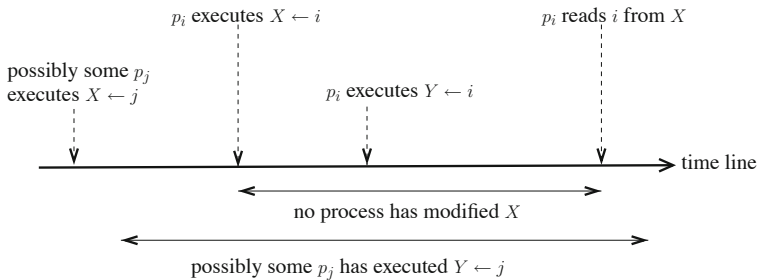 p_i executes X ← i
p_i reads i from X
possibly some p_j
executes X ← j
p_i executes Y ← i
time line
no process has modified X
possibly some p_j has executed Y ← j